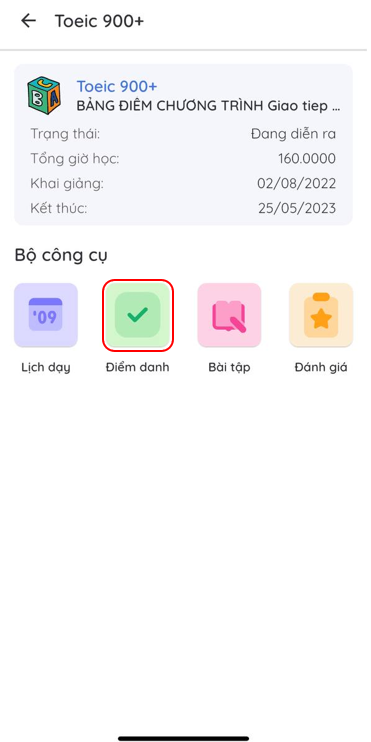 Toeic 900+
Toeic 900+
BẢNG ĐIỂM CHƯƠNG TRÌNH Giao tiep ...
Trạng thái: Đang diễn ra
Tổng giờ học: 160.0000
Khai giảng: 02/08/2022
Kết thúc: 25/05/2023
Bộ công cụ
'09
Lịch dạy Điểm danh Bài tập Đánh giá